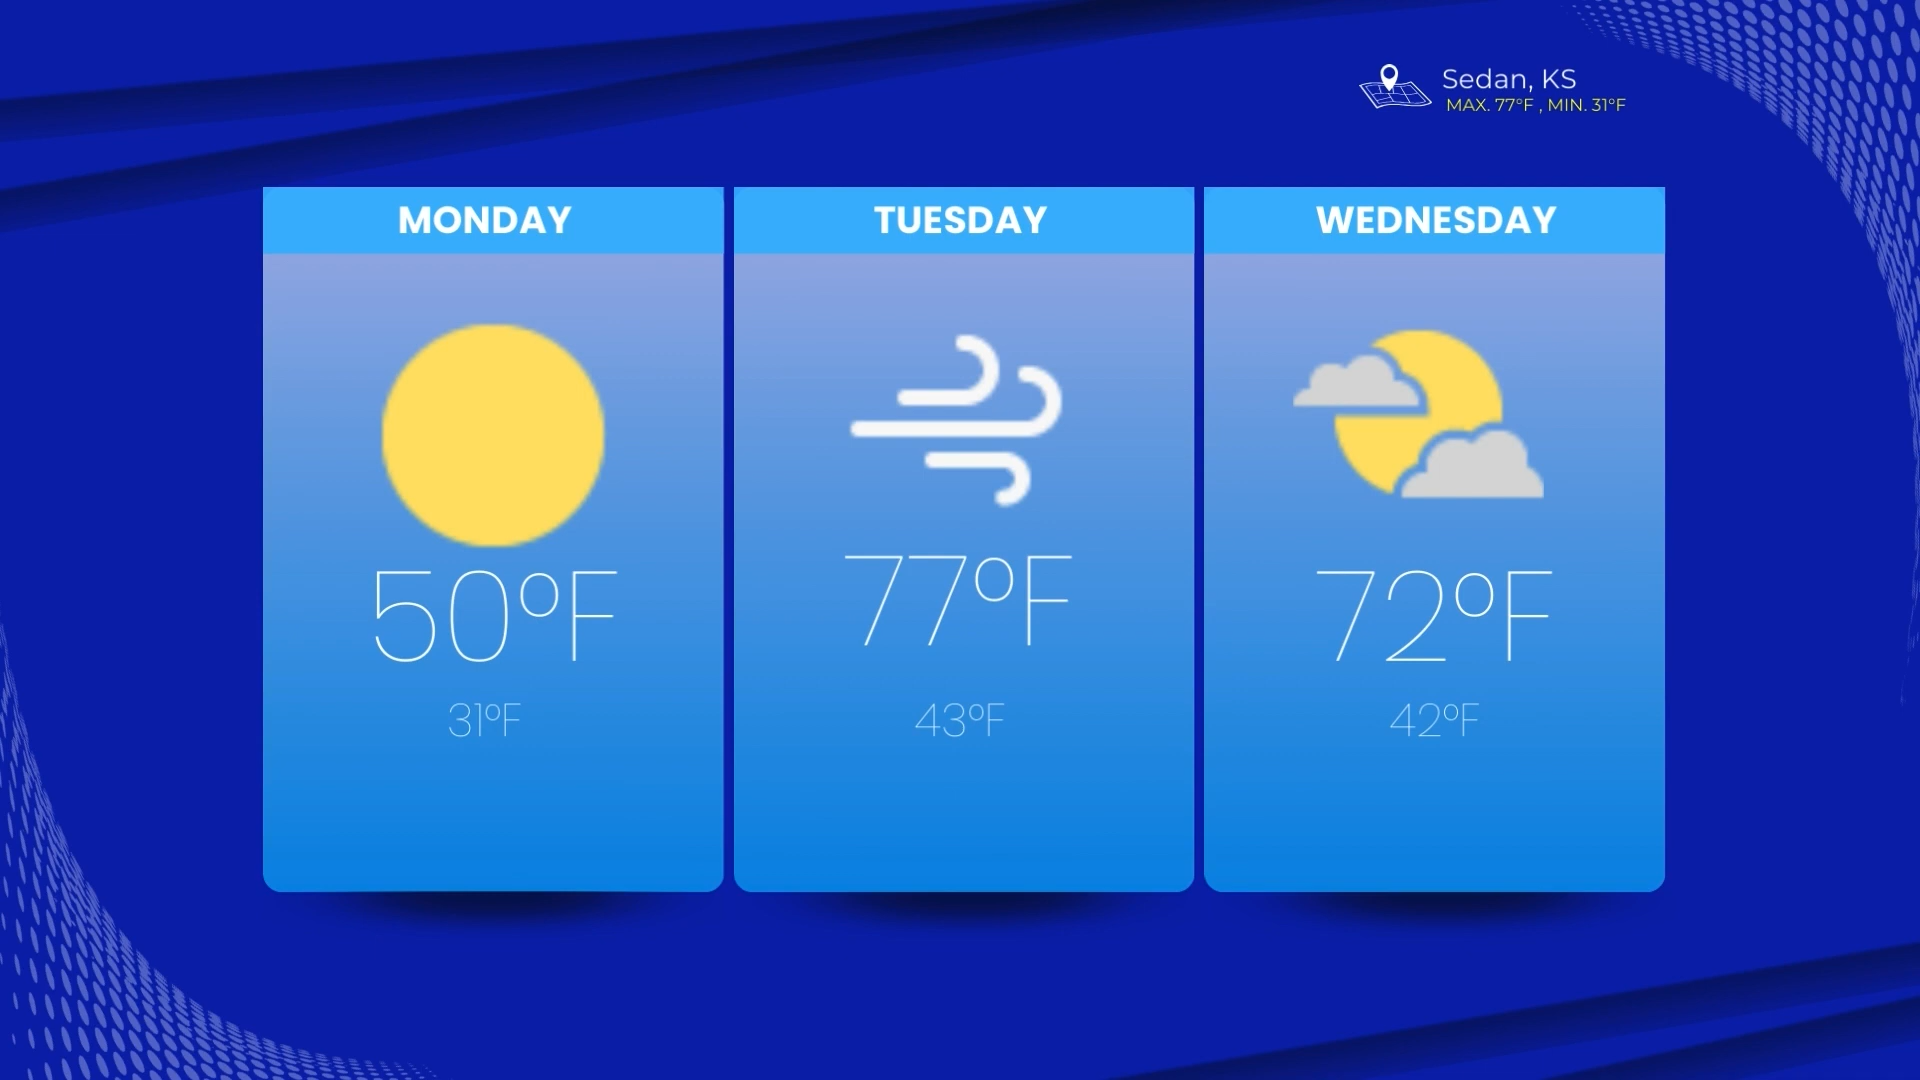 Sedan, KS
MAX. 77°F , MIN. 31°F
MONDAY
50°F
31°F
TUESDAY
77°F
43°F
WEDNESDAY
72°F
42°F